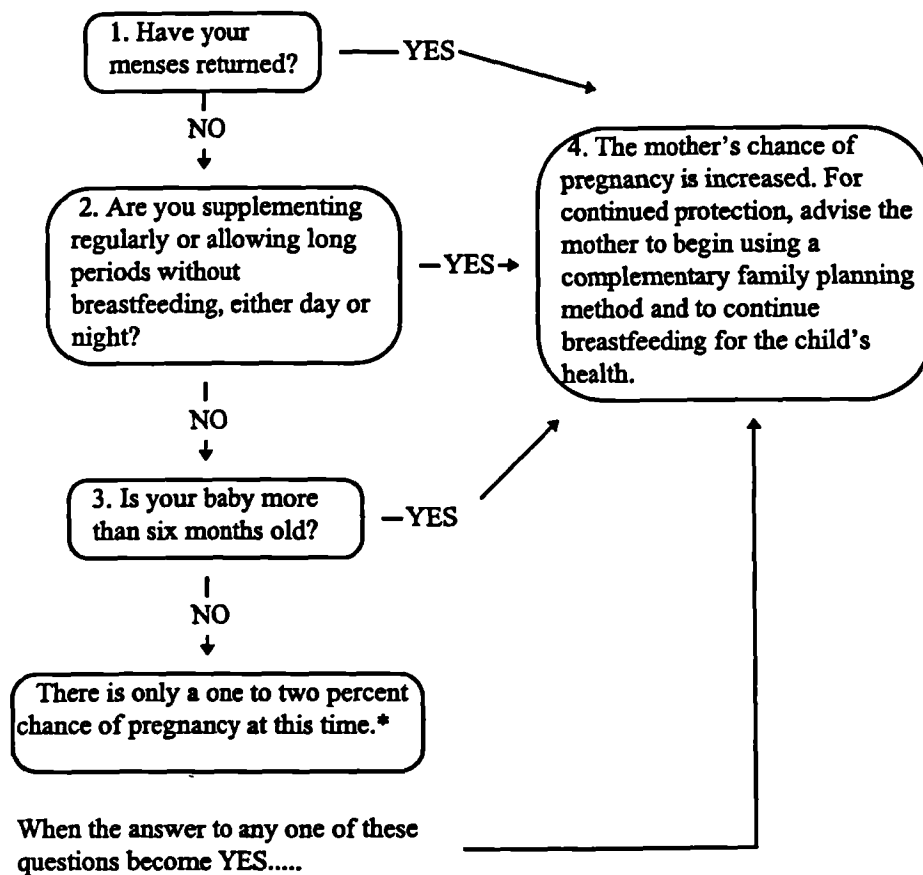 1. Have your
menses returned?
YES
NO
2. Are you supplementing
regularly or allowing long
periods without
breastfeeding, either day or
night?
YES
4. The mother's chance of
pregnancy is increased. For
continued protection, advise the
mother to begin using a
complementary family planning
method and to continue
breastfeeding for the child's
health.
NO
3. Is your baby more
than six months old?
YES
NO
There is only a one to two percent
chance of pregnancy at this time.*
When the answer to any one of these
questions become YES.....